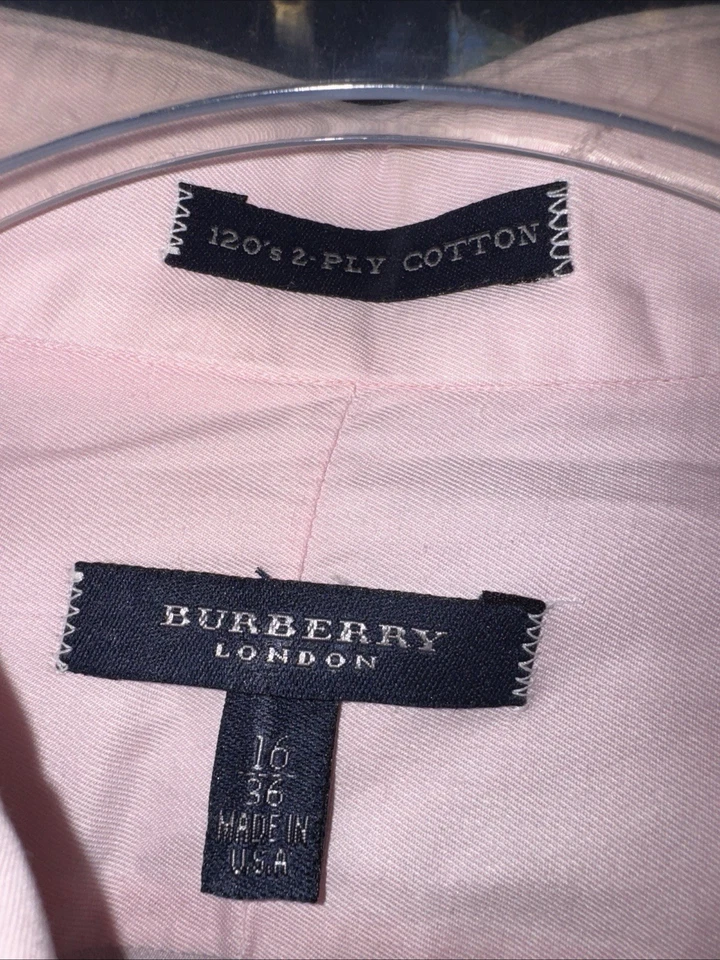 120's 2-PLY COTTON
BURBERRY
LONDON
16
36
MADE IN
U.S.A